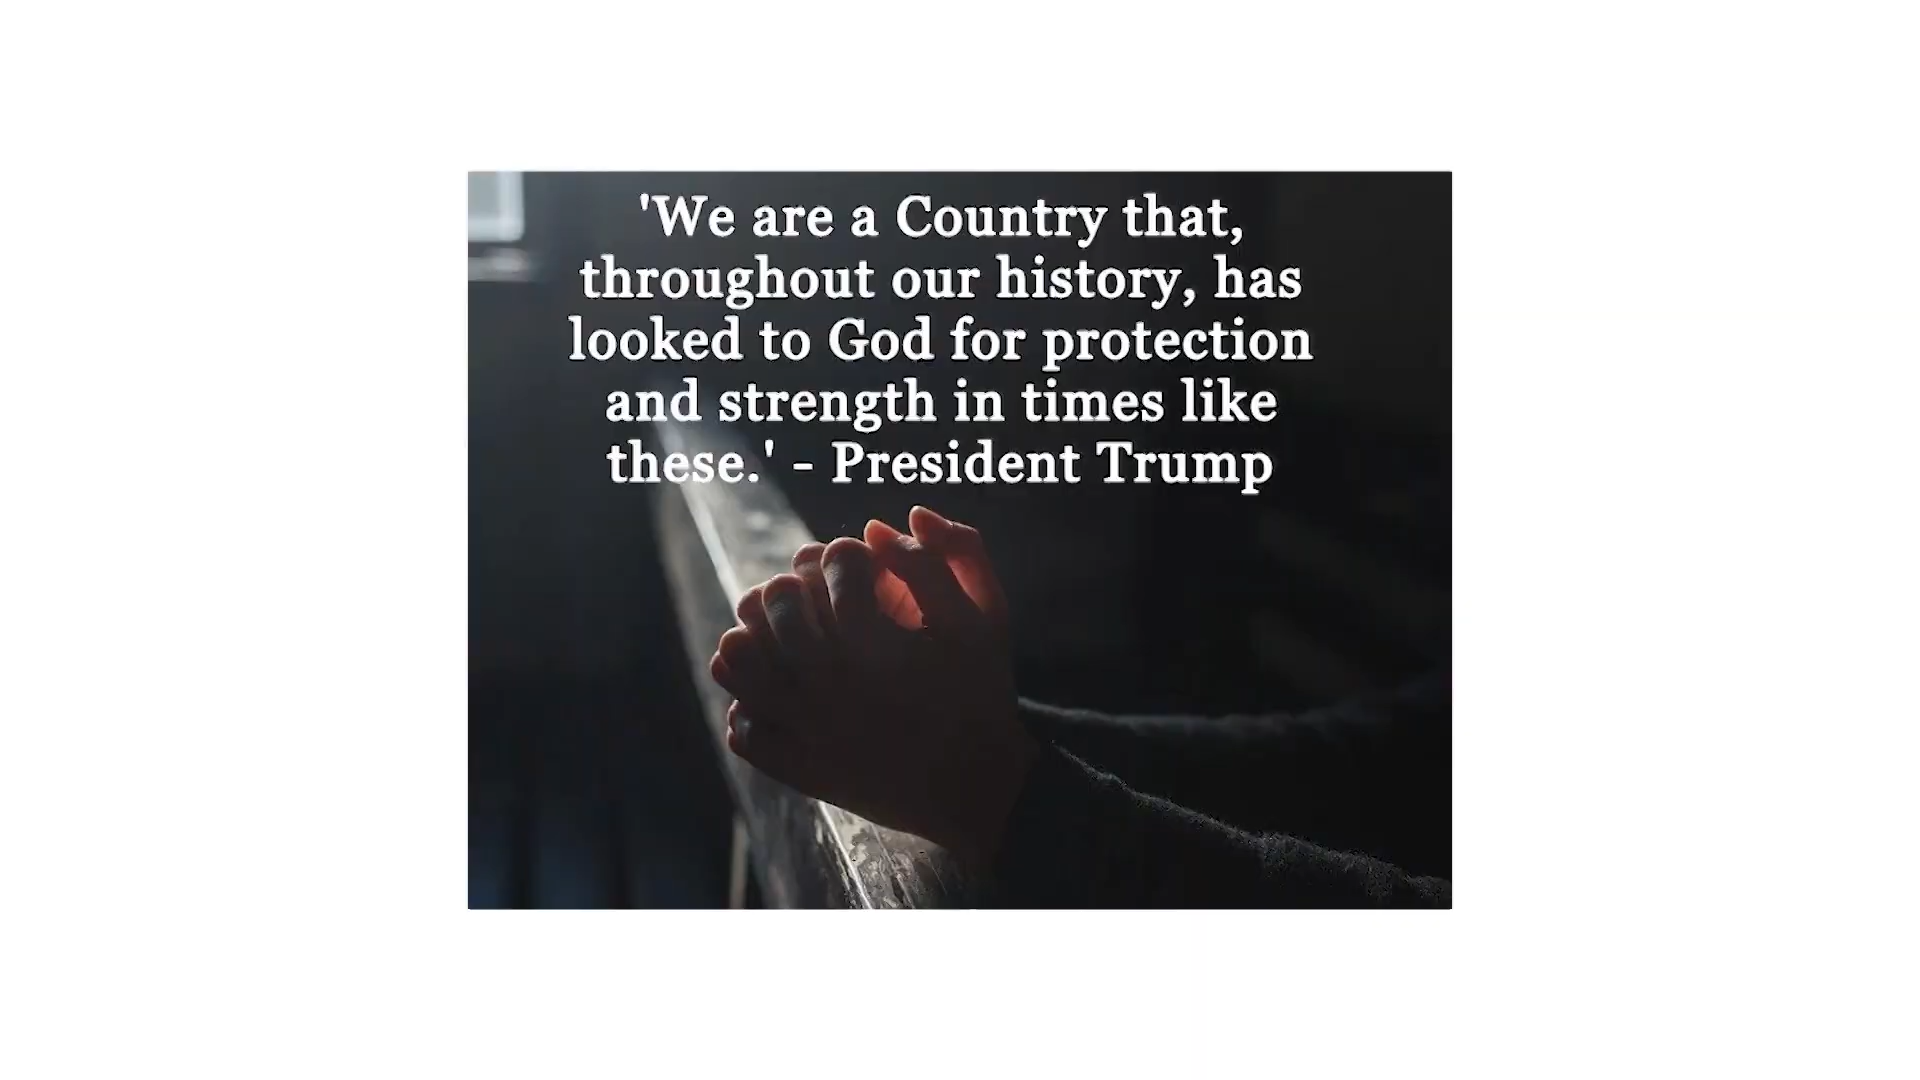 'We are a Country that,
throughout our history, has
looked to God for protection
and strength in times like
these.' - President Trump